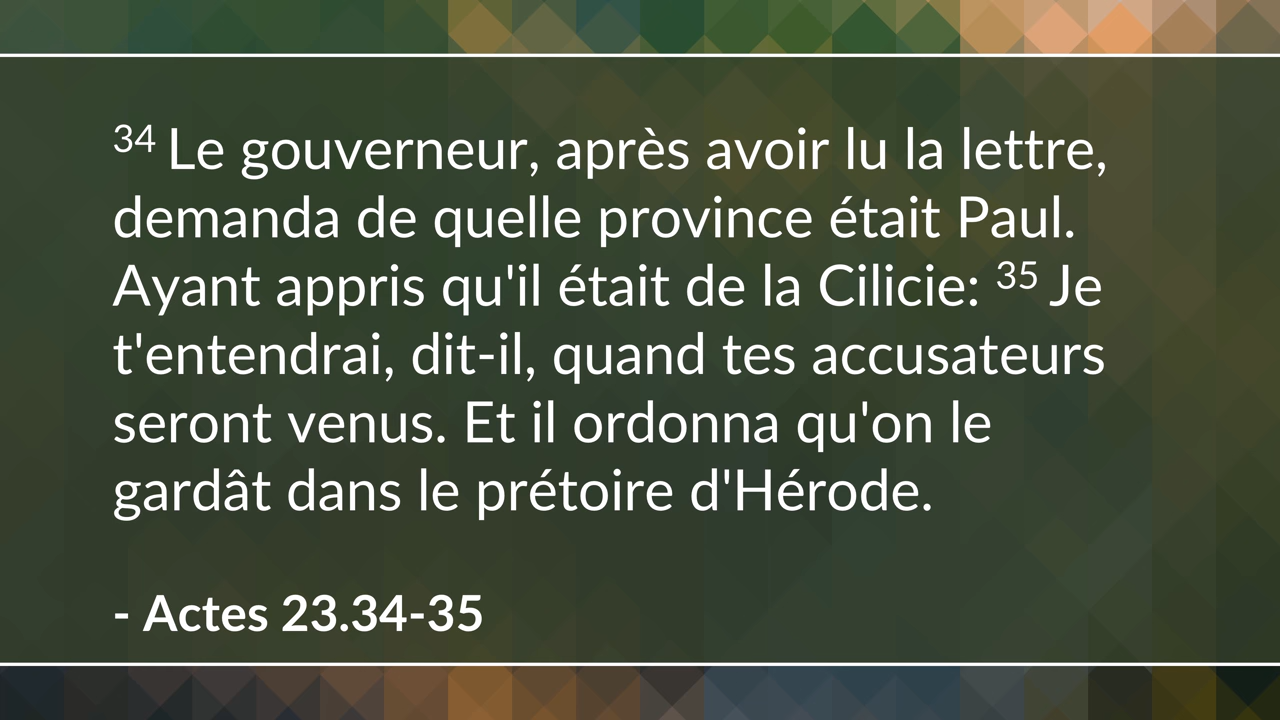 34 Le gouverneur, après avoir lu la lettre,
demanda de quelle province était Paul.
Ayant appris qu'il était de la Cilicie: 35 Je
t'entendrai, dit-il, quand tes accusateurs
seront venus. Et il ordonna qu'on le
gardât dans le prétoire d'Hérode.
- Actes 23.34-35